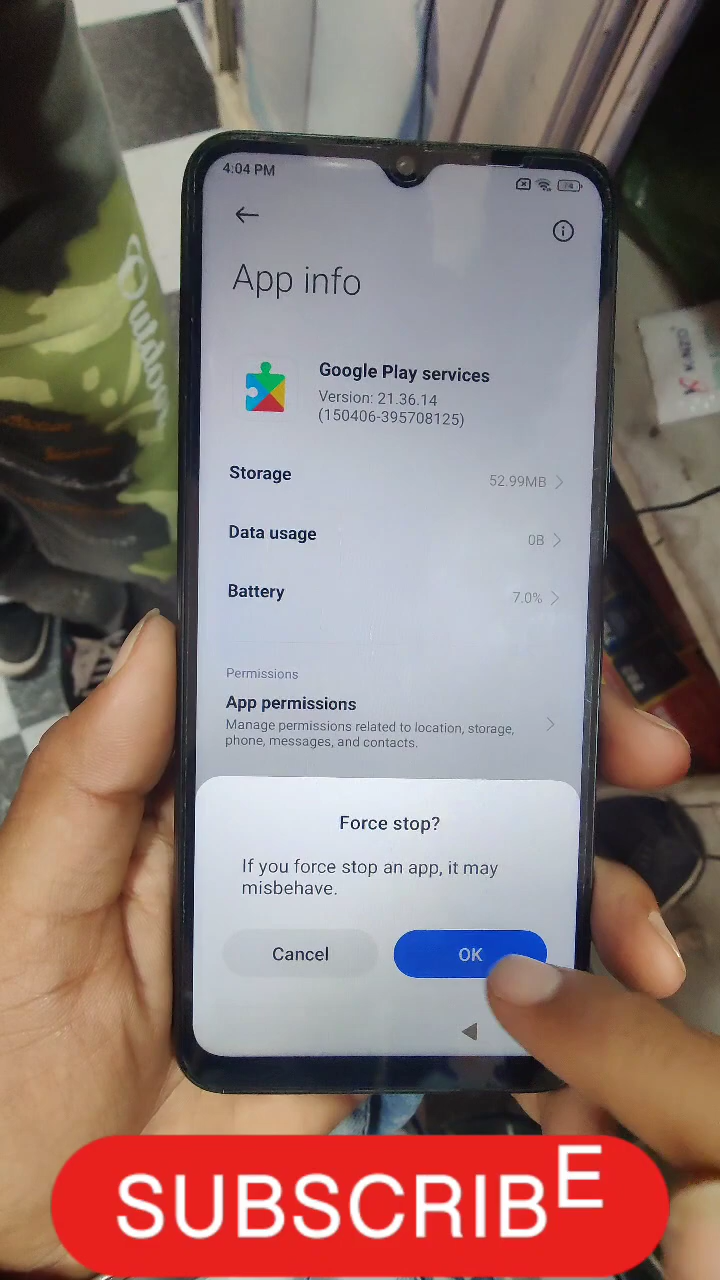 4:04 PM
74
App info
Google Play services
Version: 21.36.14
(150406-395708125)
Storage
52.99MB
Data usage
0B
Battery
7.0%
Permissions
App permissions
Manage permissions related to location, storage,
phone, messages, and contacts.
Force stop?
If you force stop an app, it may
misbehave.
Cancel
OK
KINZO
SUBSCRIBE